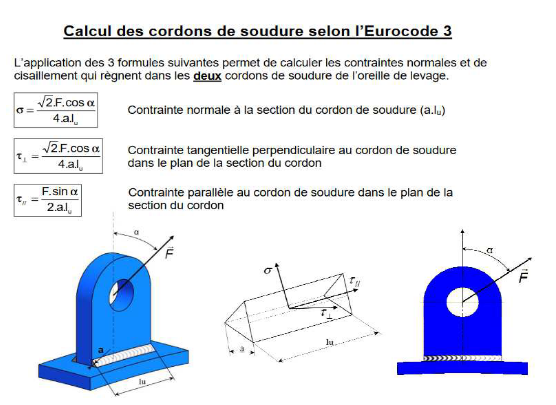 Calcul des cordons de soudure selon l'Eurocode 3
L'application des 3 formules suivantes permet de calculer les contraintes normales et de
cisaillement qui règnent dans les deux cordons de soudure de l'oreille de levage.
σ = √2.F.cos α / 4.a.lu
Contrainte normale à la section du cordon de soudure (a.lu)
τ⊥ = √2.F.cos α / 4.a.lu
Contrainte tangentielle perpendiculaire au cordon de soudure
dans le plan de la section du cordon
τ// = F.sin α / 2.a.lu
Contrainte parallèle au cordon de soudure dans le plan de la
section du cordon
α
F
a
lu
σ
τ//
τ⊥
a
lu
α
F